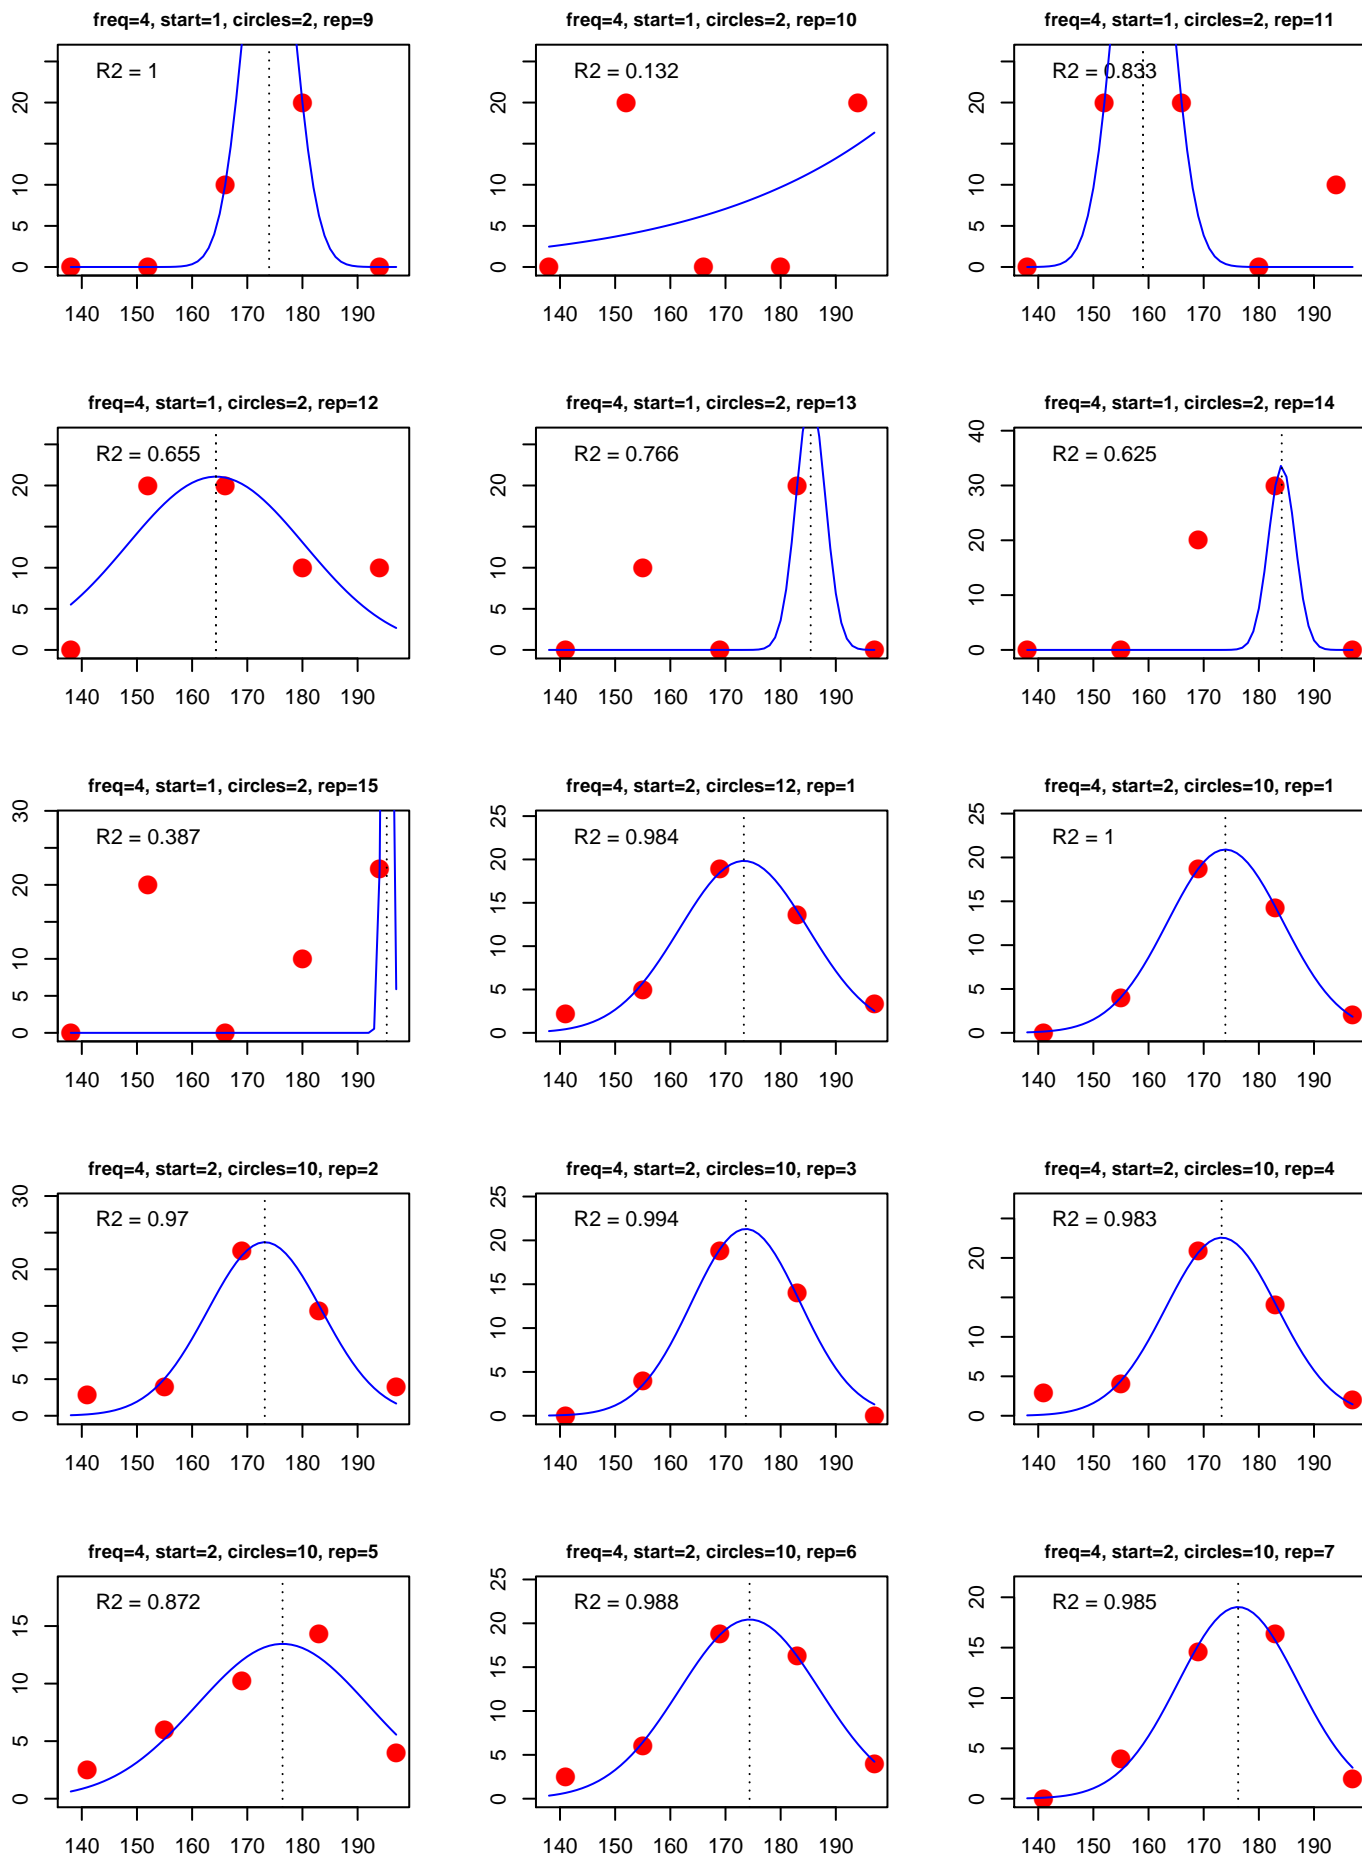 freq=4, start=1, circles=2, rep=9
R2 = 1
0 5 10 20
140 150 160 170 180 190
freq=4, start=1, circles=2, rep=10
R2 = 0.132
0 5 10 20
140 150 160 170 180 190
freq=4, start=1, circles=2, rep=11
R2 = 0.833
0 5 10 20
140 150 160 170 180 190
freq=4, start=1, circles=2, rep=12
R2 = 0.655
0 5 10 20
140 150 160 170 180 190
freq=4, start=1, circles=2, rep=13
R2 = 0.766
0 5 10 20
140 150 160 170 180 190
freq=4, start=1, circles=2, rep=14
R2 = 0.625
0 10 20 30 40
140 150 160 170 180 190
freq=4, start=1, circles=2, rep=15
R2 = 0.387
0 5 10 20 30
140 150 160 170 180 190
freq=4, start=2, circles=12, rep=1
R2 = 0.984
0 5 10 15 20 25
140 150 160 170 180 190
freq=4, start=2, circles=10, rep=1
R2 = 1
0 5 10 15 20 25
140 150 160 170 180 190
freq=4, start=2, circles=10, rep=2
R2 = 0.97
0 5 10 20 30
140 150 160 170 180 190
freq=4, start=2, circles=10, rep=3
R2 = 0.994
0 5 10 15 20 25
140 150 160 170 180 190
freq=4, start=2, circles=10, rep=4
R2 = 0.983
0 5 10 20
140 150 160 170 180 190
freq=4, start=2, circles=10, rep=5
R2 = 0.872
0 5 10 15
140 150 160 170 180 190
freq=4, start=2, circles=10, rep=6
R2 = 0.988
0 5 10 15 20 25
140 150 160 170 180 190
freq=4, start=2, circles=10, rep=7
R2 = 0.985
0 5 10 15 20
140 150 160 170 180 190